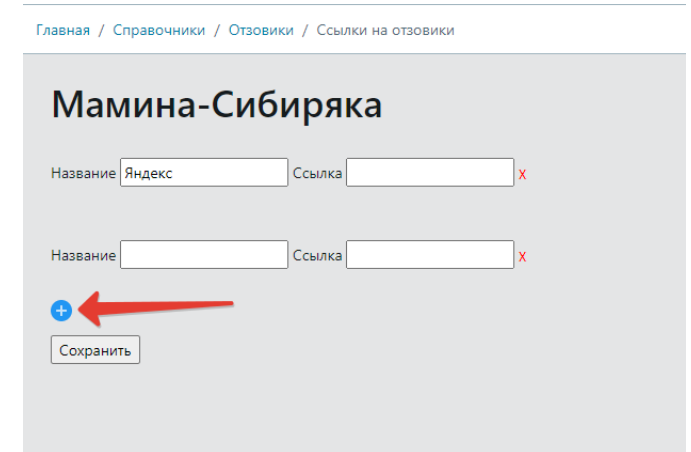 Главная / Справочники / Отзовики / Ссылки на отзовики
Мамина-Сибиряка
Название Яндекс Ссылка X
Название Ссылка X
Сохранить